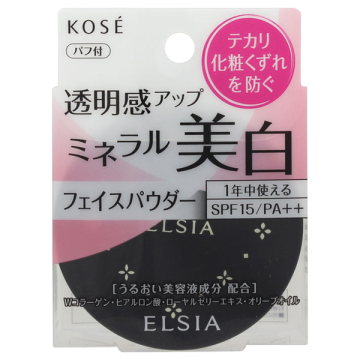 KOSÉ
パフ付
テカリ
化粧くずれ
を防ぐ
透明感アップ
ミネラル美白
フェイスパウダー
1年中使える
SPF15/PA++
ELSIA
[うるおい美容液成分 配合]
Wコラーゲン・ヒアルロン酸・ローヤルゼリーエキス・オリーブオイル
ELSIA